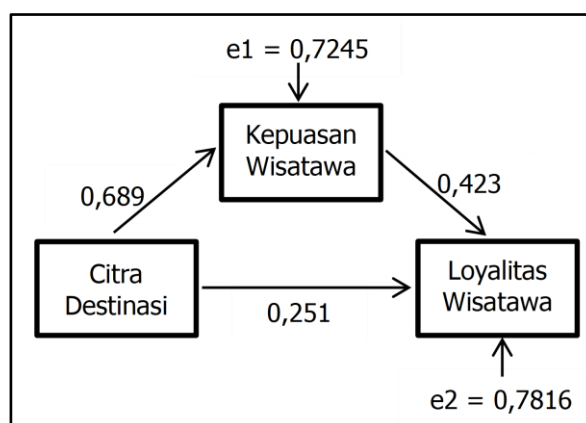 e1 = 0,7245
Kepuasan
Wisatawa
0,689
0,423
Citra
Destinasi
0,251
Loyalitas
Wisatawa
e2 = 0,7816